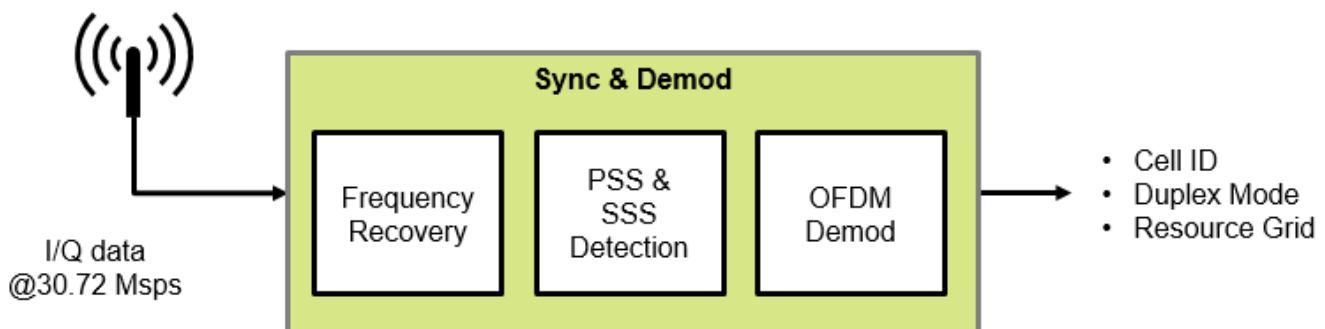 Sync & Demod
Frequency
Recovery
PSS &
SSS
Detection
OFDM
Demod
I/Q data
@30.72 Msps
• Cell ID
• Duplex Mode
• Resource Grid